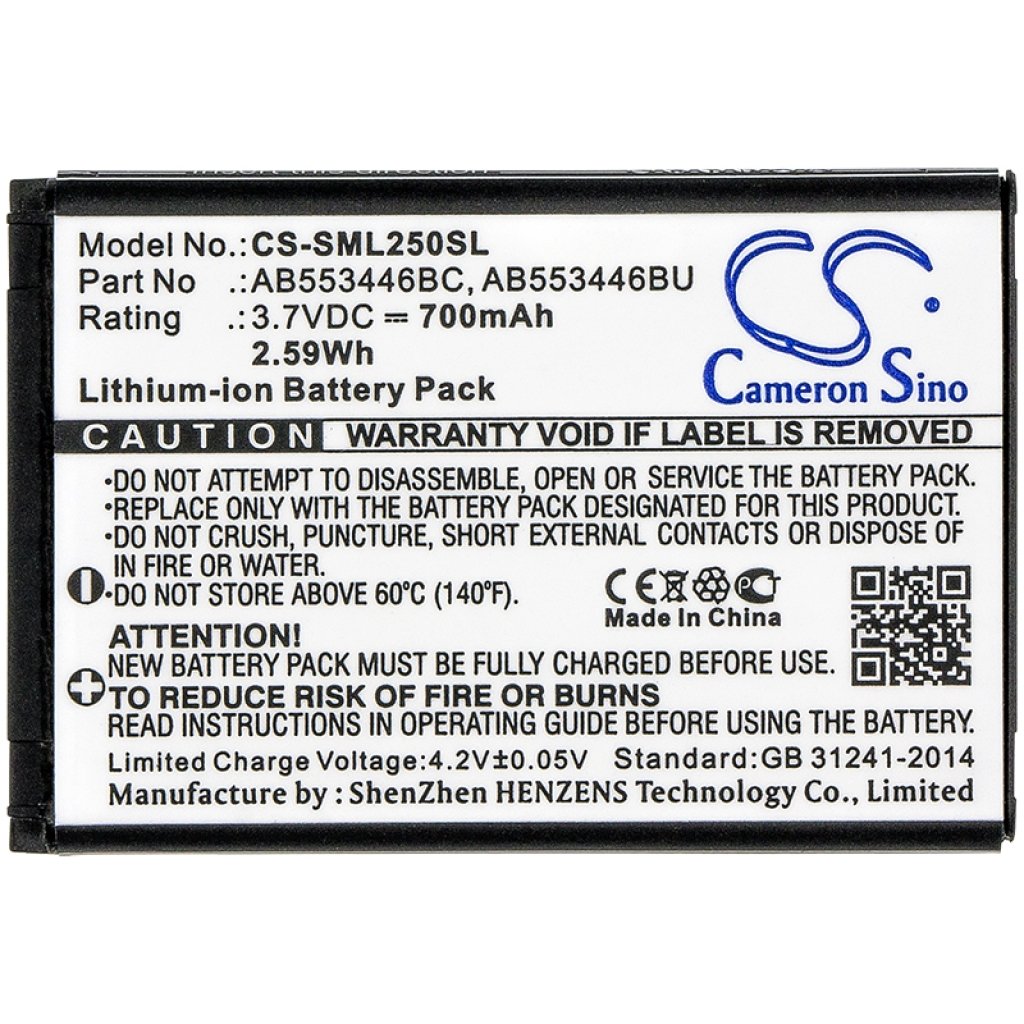 Insert this direction
Model No.: CS-SML250SL
Part No .: AB553446BC, AB553446BU
Rating .: 3.7VDC ⎓ 700mAh
2.59Wh
Lithium-ion Battery Pack
CS
Cameron Sino
CAUTION WARRANTY VOID IF LABEL IS REMOVED
·DO NOT ATTEMPT TO DISASSEMBLE, OPEN OR SERVICE THE BATTERY PACK.
·REPLACE ONLY WITH THE BATTERY PACK DESIGNATED FOR THIS PRODUCT.
·DO NOT CRUSH, PUNCTURE, SHORT EXTERNAL CONTACTS OR DISPOSE OF
IN FIRE OR WATER.
·DO NOT STORE ABOVE 60°C (140°F).
CE
Made In China
ATTENTION!
NEW BATTERY PACK MUST BE FULLY CHARGED BEFORE USE.
TO REDUCE RISK OF FIRE OR BURNS
READ INSTRUCTIONS IN OPERATING GUIDE BEFORE USING THE BATTERY.
Limited Charge Voltage:4.2V±0.05V Standard:GB 31241-2014
Manufacture by : ShenZhen HENZENS Technology Co., Limited